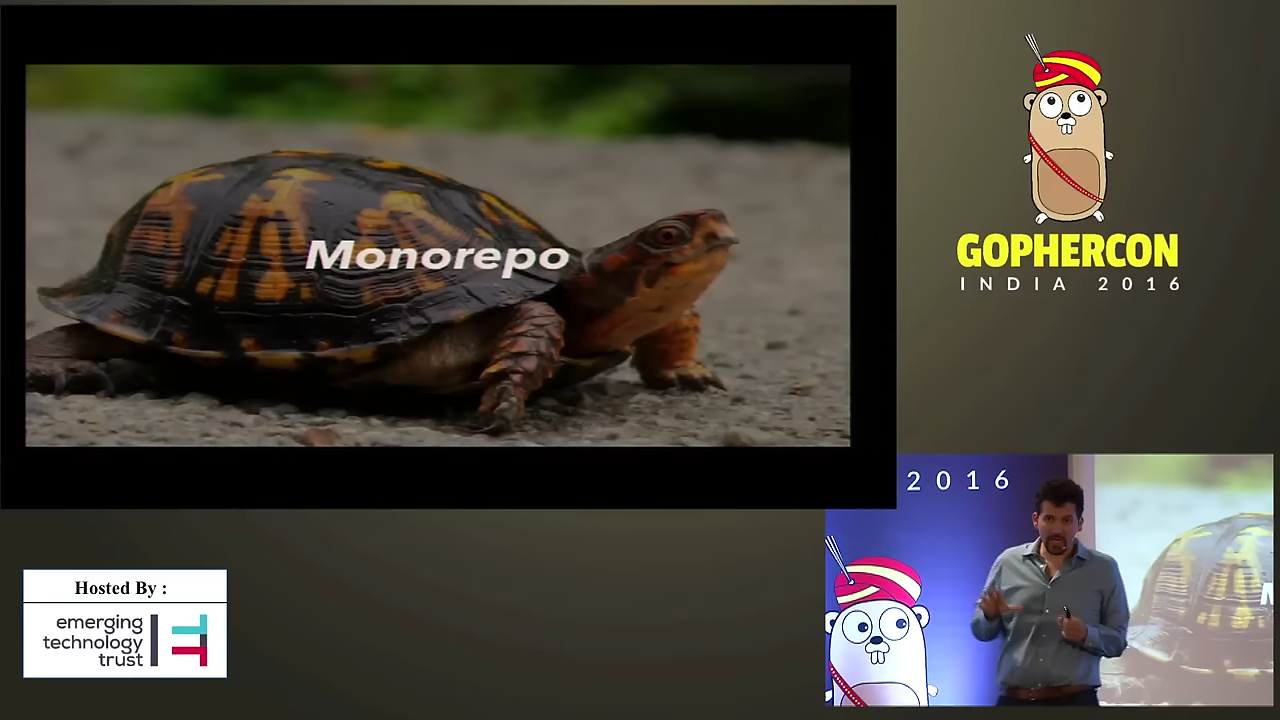 Monorepo
GOPHERCON
INDIA 2016
2016
M
Hosted By :
emerging
technology
trust